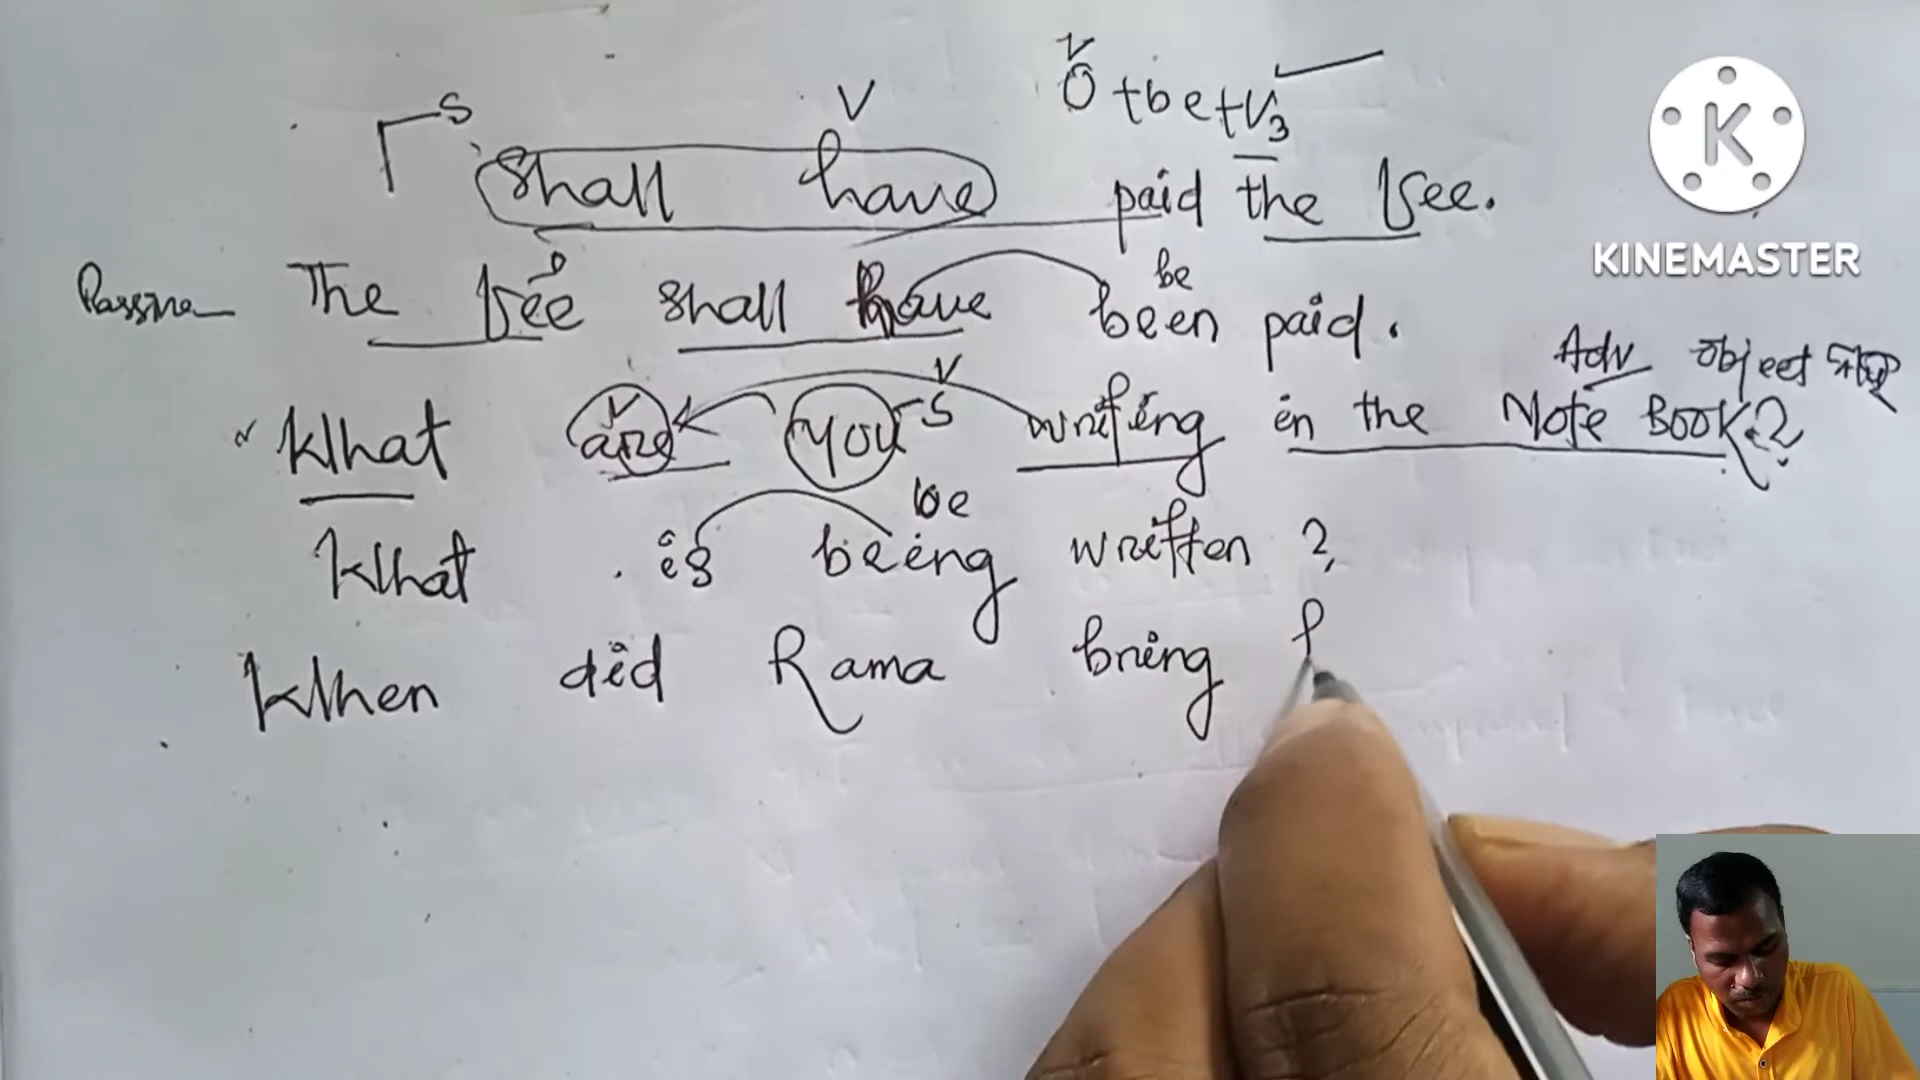 V
O + be + V3
S V
I shall have paid the fee.
KINEMASTER
O be
Passive The fee shall have been paid.
Adv Object
V S V
What are you writing in the Note Book?
be
What is being written?
When did Rama bring